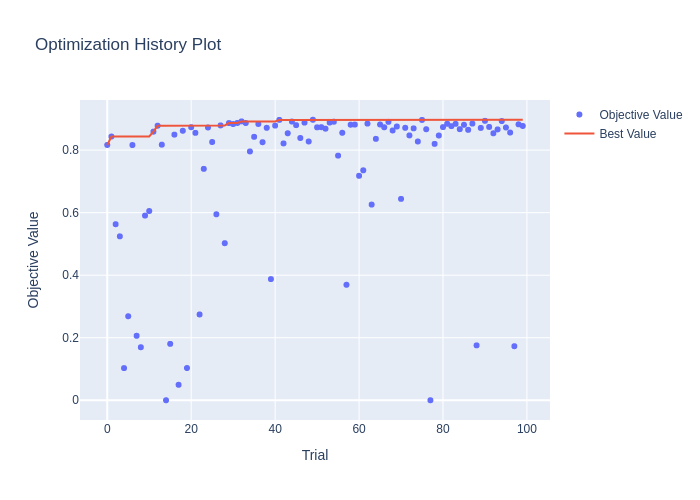 Optimization History Plot
Objective Value
Best Value
Objective Value
0.8
0.6
0.4
0.2
0
0 20 40 60 80 100
Trial